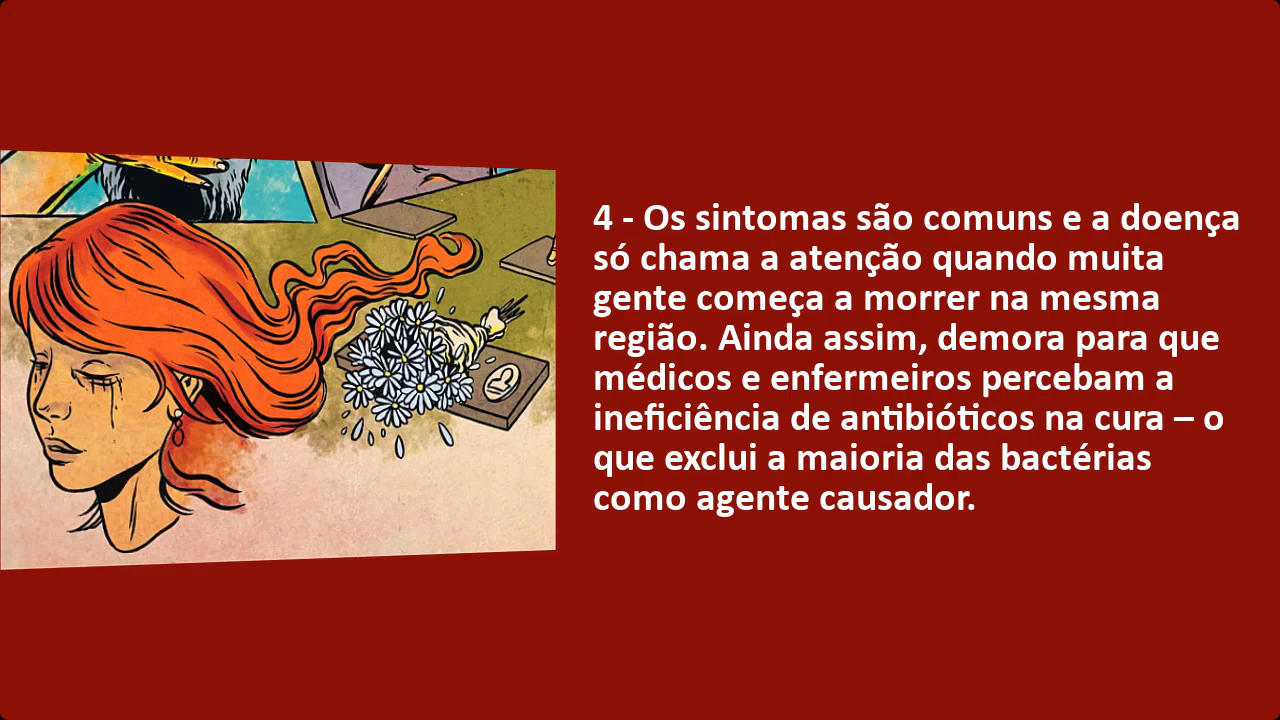 4 - Os sintomas são comuns e a doença
só chama a atenção quando muita
gente começa a morrer na mesma
região. Ainda assim, demora para que
médicos e enfermeiros percebam a
ineficiência de antibióticos na cura – o
que exclui a maioria das bactérias
como agente causador.